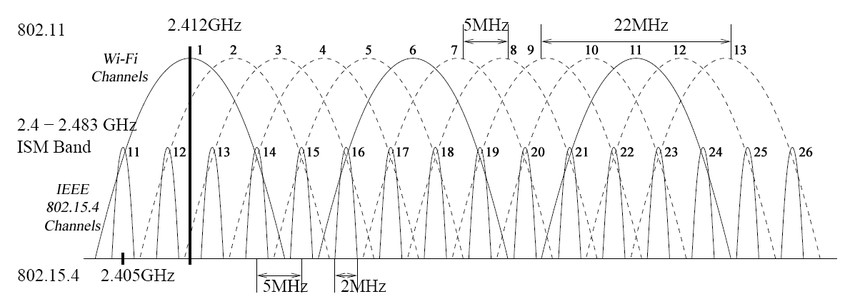 802.11
2.412GHz
5MHz
22MHz
Wi-Fi
Channels
1 2 3 4 5 6 7 8 9 10 11 12 13
2.4 − 2.483 GHz
ISM Band
11 12 13 14 15 16 17 18 19 20 21 22 23 24 25 26
IEEE
802.15.4
Channels
802.15.4
2.405GHz
5MHz
2MHz